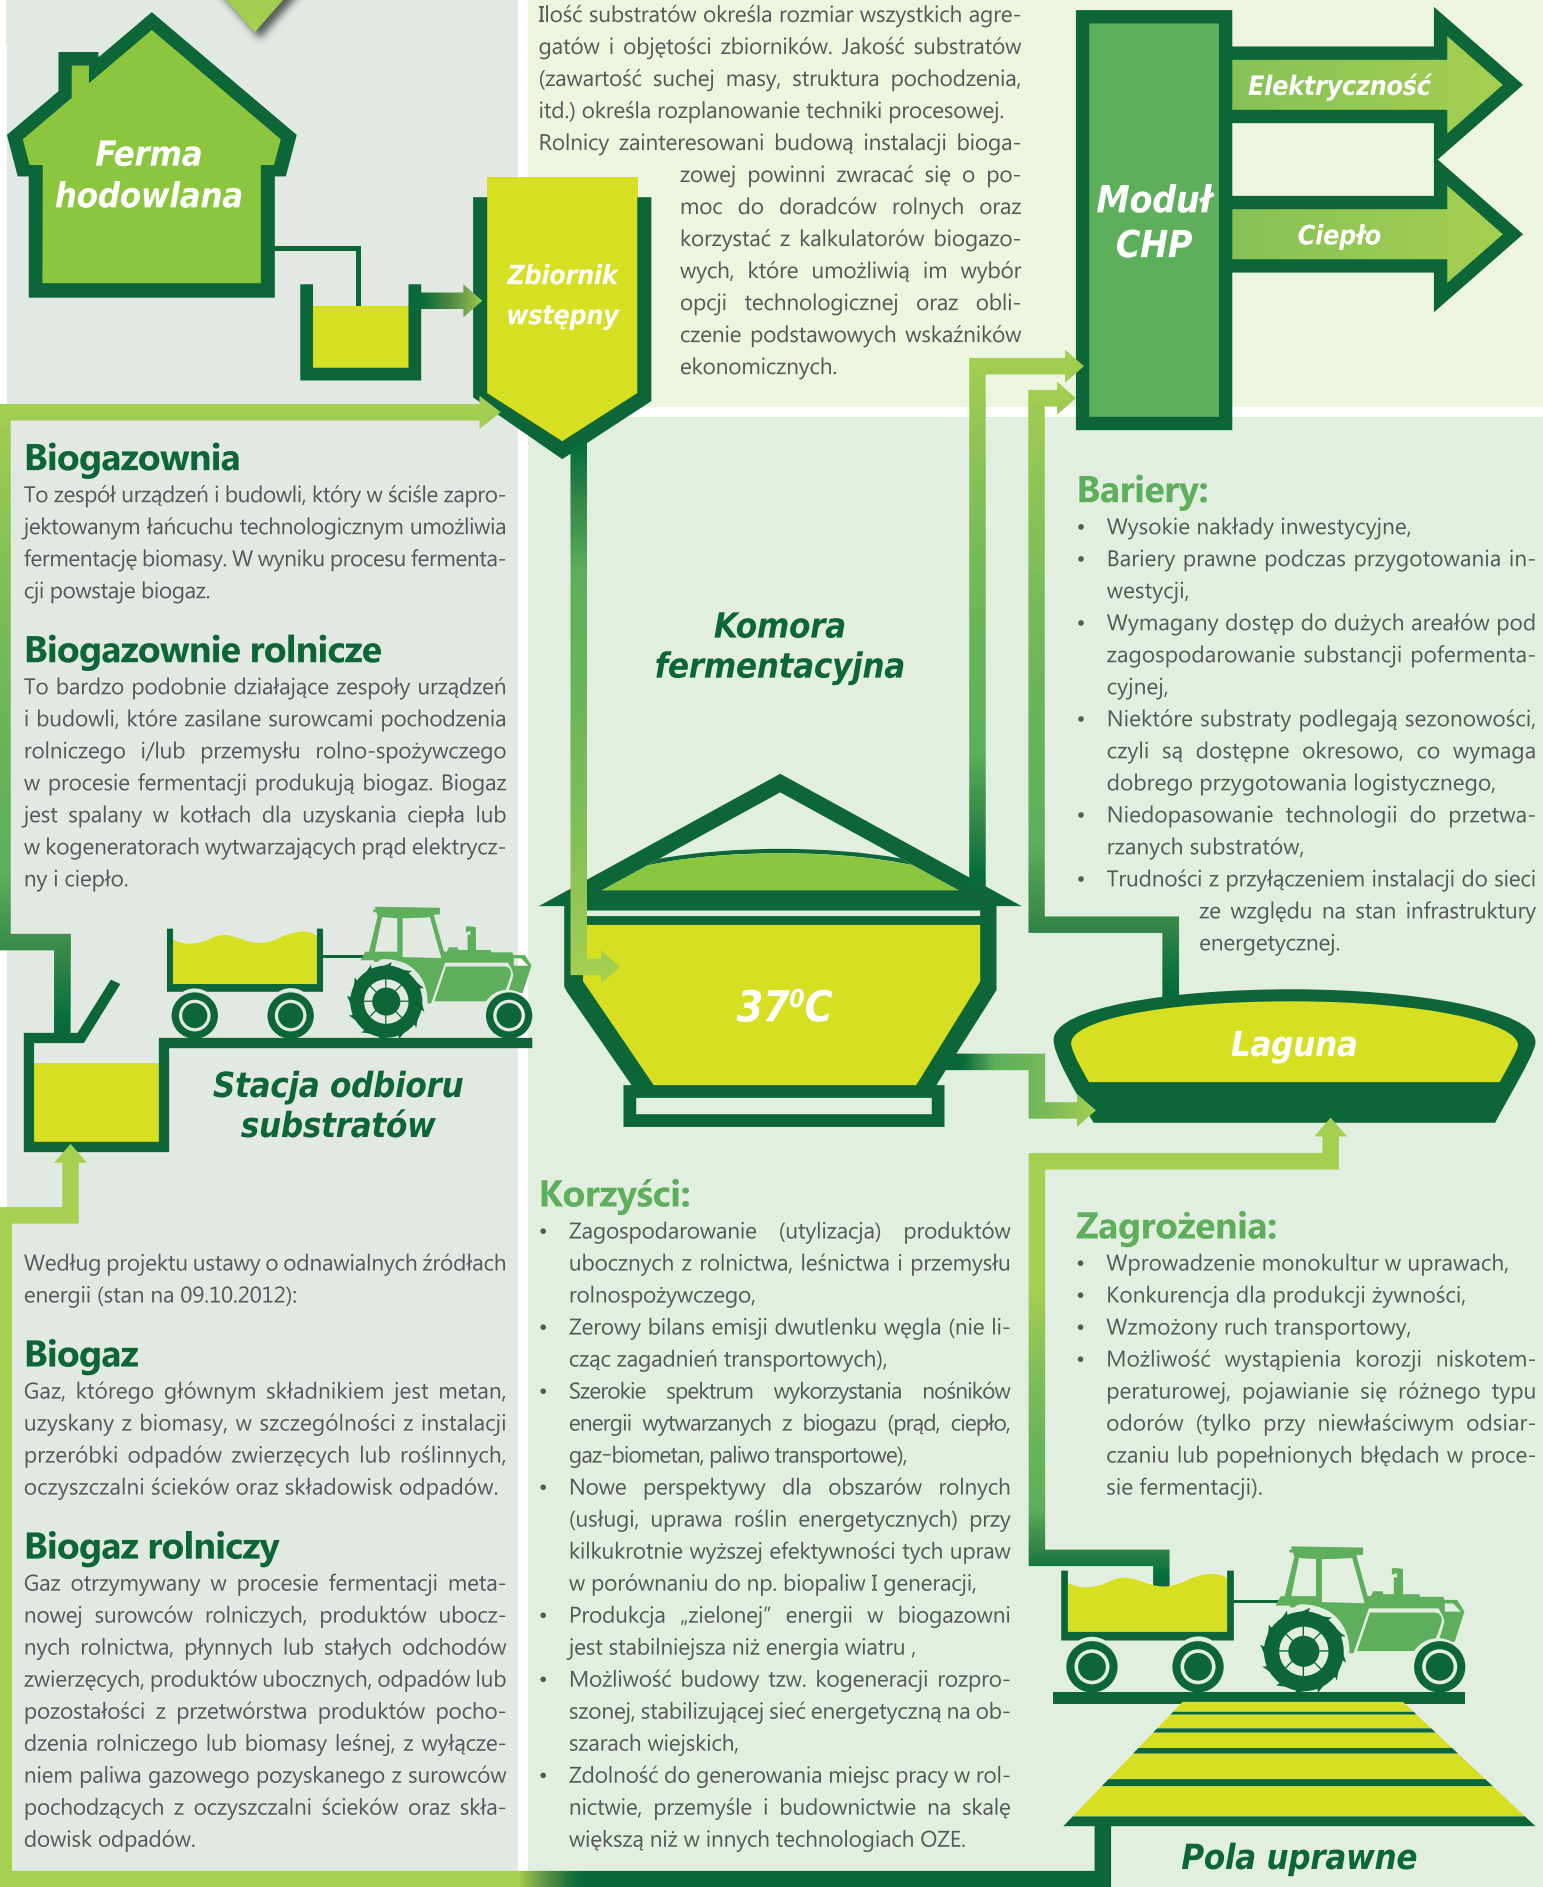 Ilość substratów określa rozmiar wszystkich agre-
gatów i objętości zbiorników. Jakość substratów
(zawartość suchej masy, struktura pochodzenia,
itd.) określa rozplanowanie techniki procesowej.
Rolnicy zainteresowani budową instalacji bioga-
zowej powinni zwracać się o po-
moc do doradców rolnych oraz
korzystać z kalkulatorów biogazo-
wych, które umożliwią im wybór
opcji technologicznej oraz obli-
czenie podstawowych wskaźników
ekonomicznych.
Ferma
hodowlana
Zbiornik
wstępny
Moduł
CHP
Elektryczność
Ciepło
Biogazownia
To zespół urządzeń i budowli, który w ściśle zapro-
jektowanym łańcuchu technologicznym umożliwia
fermentację biomasy. W wyniku procesu fermenta-
cji powstaje biogaz.
Biogazownie rolnicze
To bardzo podobnie działające zespoły urządzeń
i budowli, które zasilane surowcami pochodzenia
rolniczego i/lub przemysłu rolno-spożywczego
w procesie fermentacji produkują biogaz. Biogaz
jest spalany w kotłach dla uzyskania ciepła lub
w kogeneratorach wytwarzających prąd elektrycz-
ny i ciepło.
Stacja odbioru
substratów
Według projektu ustawy o odnawialnych źródłach
energii (stan na 09.10.2012):
Biogaz
Gaz, którego głównym składnikiem jest metan,
uzyskany z biomasy, w szczególności z instalacji
przeróbki odpadów zwierzęcych lub roślinnych,
oczyszczalni ścieków oraz składowisk odpadów.
Biogaz rolniczy
Gaz otrzymywany w procesie fermentacji meta-
nowej surowców rolniczych, produktów ubocz-
nych rolnictwa, płynnych lub stałych odchodów
zwierzęcych, produktów ubocznych, odpadów lub
pozostałości z przetwórstwa produktów pocho-
dzenia rolniczego lub biomasy leśnej, z wyłącze-
niem paliwa gazowego pozyskanego z surowców
pochodzących z oczyszczalni ścieków oraz skła-
dowisk odpadów.
Komora
fermentacyjna
37⁰C
Korzyści:
• Zagospodarowanie (utylizacja) produktów
ubocznych z rolnictwa, leśnictwa i przemysłu
rolnospożywczego,
• Zerowy bilans emisji dwutlenku węgla (nie li-
cząc zagadnień transportowych),
• Szerokie spektrum wykorzystania nośników
energii wytwarzanych z biogazu (prąd, ciepło,
gaz–biometan, paliwo transportowe),
• Nowe perspektywy dla obszarów rolnych
(usługi, uprawa roślin energetycznych) przy
kilkukrotnie wyższej efektywności tych upraw
w porównaniu do np. biopaliw I generacji,
• Produkcja „zielonej” energii w biogazowni
jest stabilniejsza niż energia wiatru ,
• Możliwość budowy tzw. kogeneracji rozpro-
szonej, stabilizującej sieć energetyczną na ob-
szarach wiejskich,
• Zdolność do generowania miejsc pracy w rol-
nictwie, przemyśle i budownictwie na skalę
większą niż w innych technologiach OZE.
Bariery:
• Wysokie nakłady inwestycyjne,
• Bariery prawne podczas przygotowania in-
westycji,
• Wymagany dostęp do dużych areałów pod
zagospodarowanie substancji pofermenta-
cyjnej,
• Niektóre substraty podlegają sezonowości,
czyli są dostępne okresowo, co wymaga
dobrego przygotowania logistycznego,
• Niedopasowanie technologii do przetwa-
rzanych substratów,
• Trudności z przyłączeniem instalacji do sieci
ze względu na stan infrastruktury
energetycznej.
Laguna
Zagrożenia:
• Wprowadzenie monokultur w uprawach,
• Konkurencja dla produkcji żywności,
• Wzmożony ruch transportowy,
• Możliwość wystąpienia korozji niskotem-
peraturowej, pojawianie się różnego typu
odorów (tylko przy niewłaściwym odsiar-
czaniu lub popełnionych błędach w proce-
sie fermentacji).
Pola uprawne